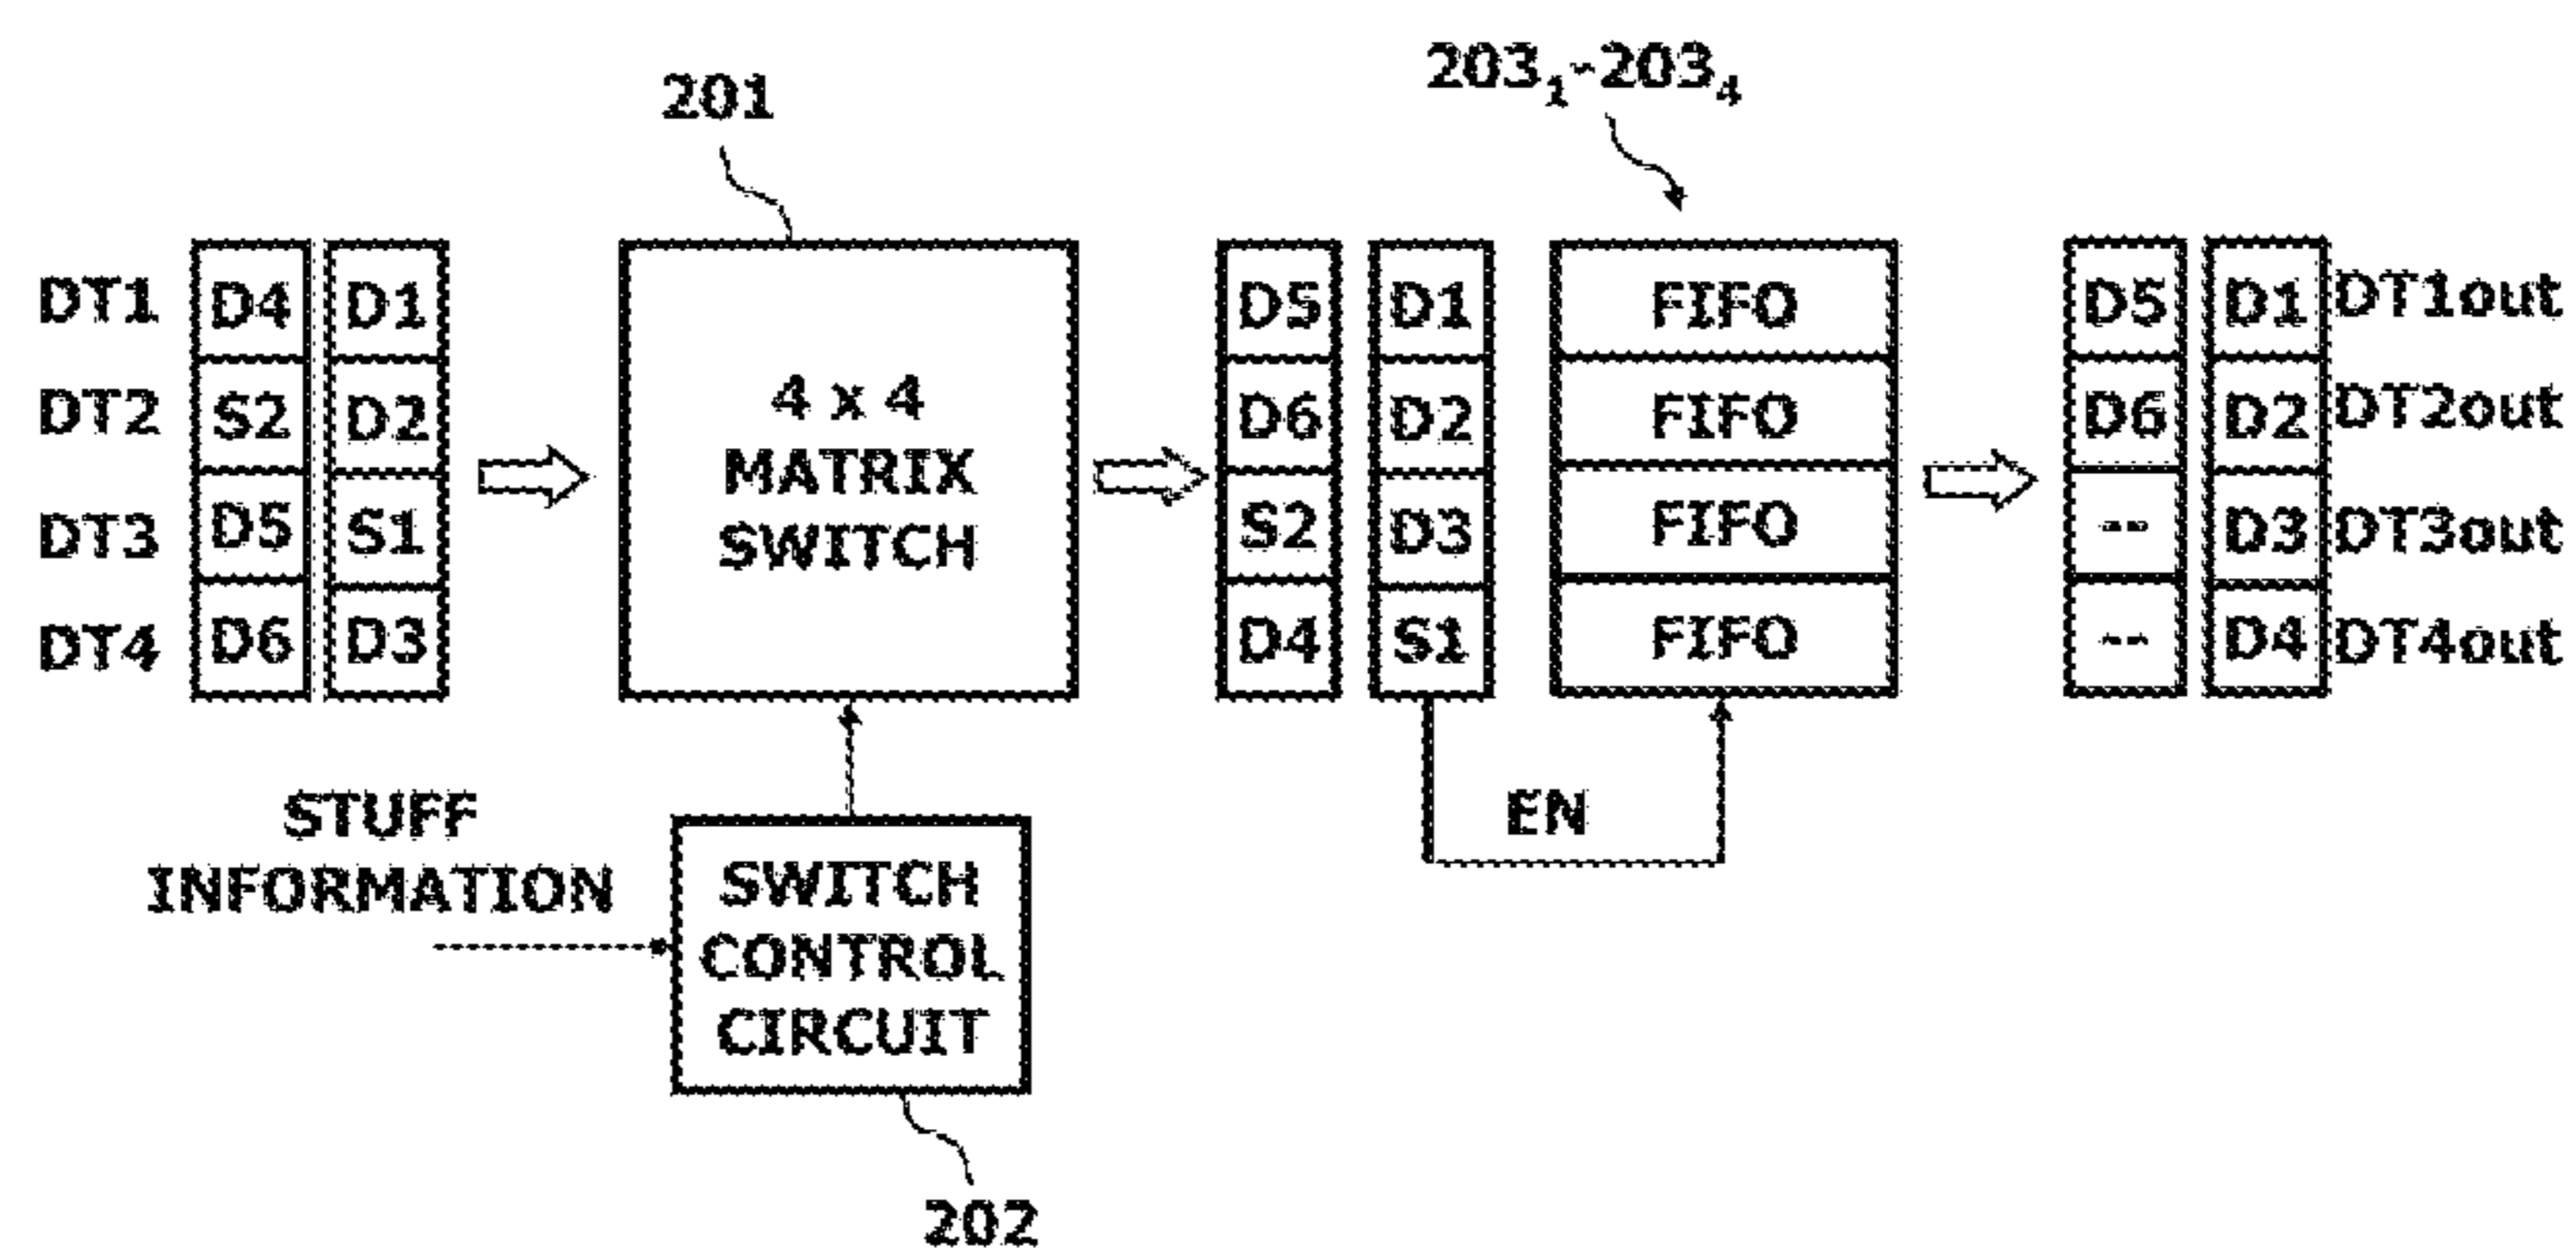 201
203₁-203₄
DT1 D4 D1
DT2 S2 D2
DT3 D5 S1
DT4 D6 D3
4 x 4
MATRIX
SWITCH
D5 D1
D6 D2
S2 D3
D4 S1
FIFO
FIFO
FIFO
FIFO
D5 D1 DT1out
D6 D2 DT2out
-- D3 DT3out
-- D4 DT4out
STUFF
INFORMATION
EN
SWITCH
CONTROL
CIRCUIT
202